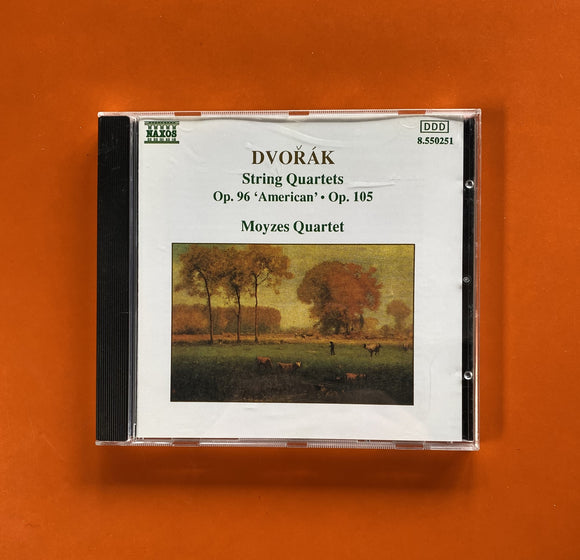 NAXOS
DDD
8.550251
DVOŘÁK
String Quartets
Op. 96 ‘American’ • Op. 105
Moyzes Quartet